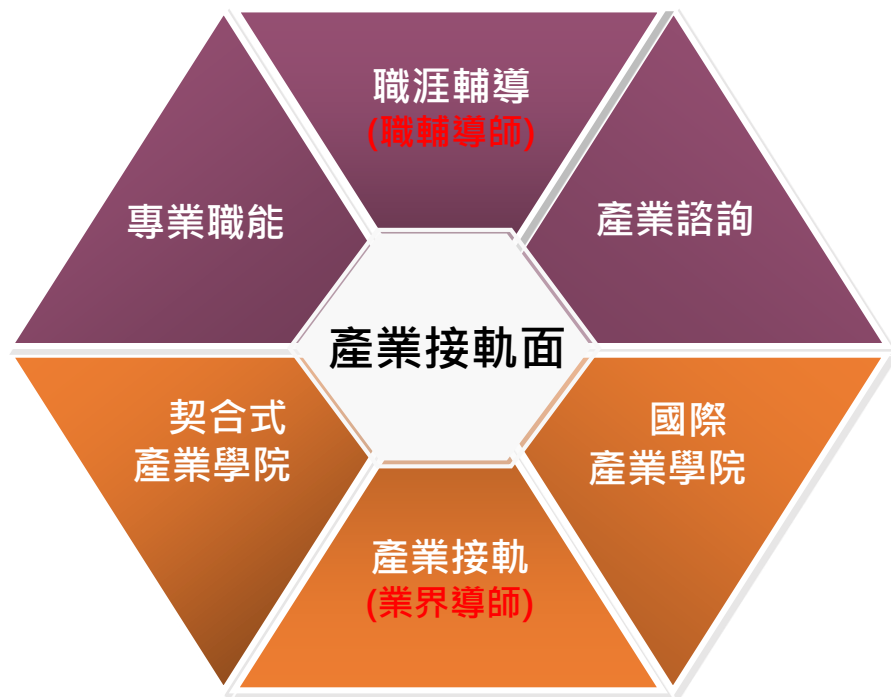 職涯輔導
(職輔導師)
專業職能
產業諮詢
產業接軌面
契合式
產業學院
國際
產業學院
產業接軌
(業界導師)